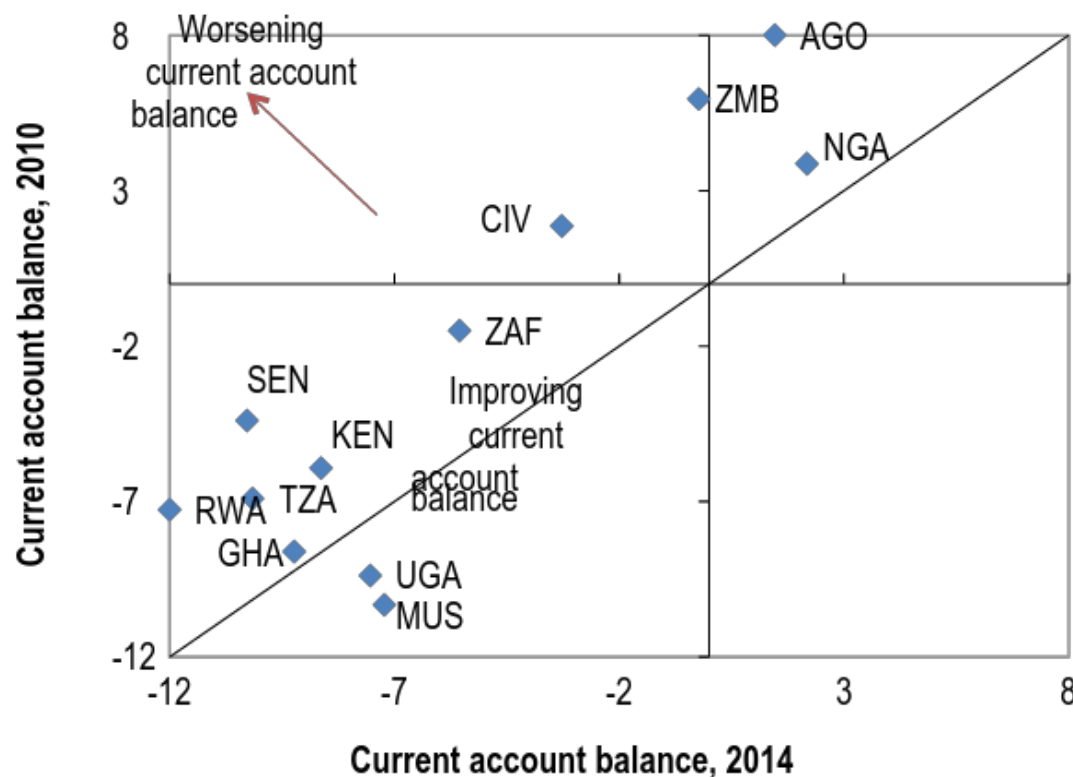 Worsening
current account
balance
8
AGO
ZMB
NGA
3
CIV
ZAF
-2
SEN
Improving
current
account
balance
KEN
-7
RWA
TZA
GHA
UGA
MUS
-12
-12
-7
-2
3
8
Current account balance, 2010
Current account balance, 2014